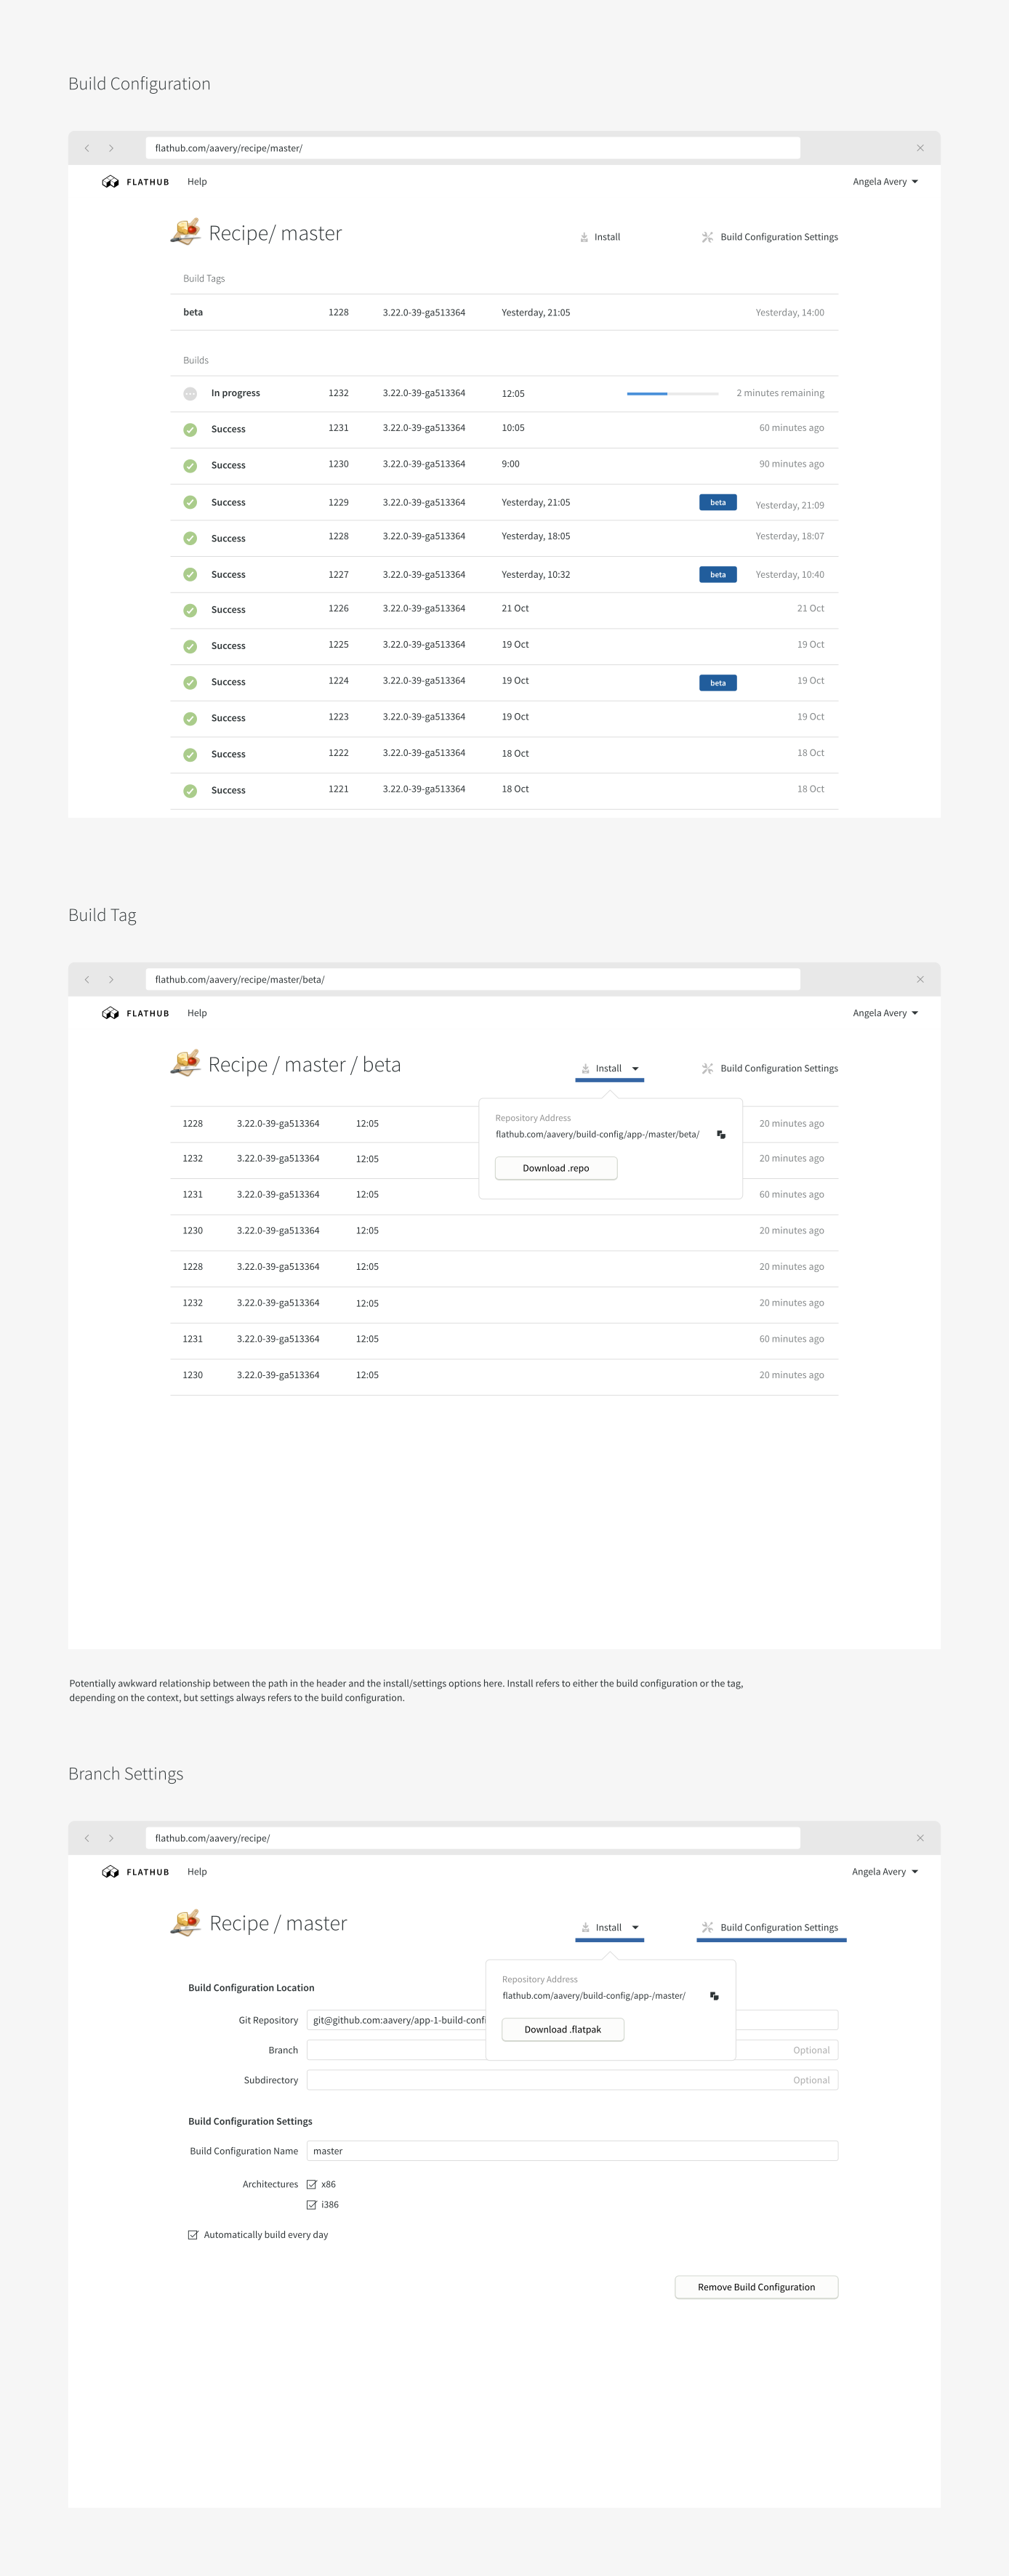 Build Configuration
flathub.com/aavery/recipe/master/
FLATHUB Help Angela Avery
Recipe/ master Install Build Configuration Settings
Build Tags
beta 1228 3.22.0-39-ga513364 Yesterday, 21:05 Yesterday, 14:00
Builds
In progress 1232 3.22.0-39-ga513364 12:05 2 minutes remaining
Success 1231 3.22.0-39-ga513364 10:05 60 minutes ago
Success 1230 3.22.0-39-ga513364 9:00 90 minutes ago
Success 1229 3.22.0-39-ga513364 Yesterday, 21:05 beta Yesterday, 21:09
Success 1228 3.22.0-39-ga513364 Yesterday, 18:05 Yesterday, 18:07
Success 1227 3.22.0-39-ga513364 Yesterday, 10:32 beta Yesterday, 10:40
Success 1226 3.22.0-39-ga513364 21 Oct 21 Oct
Success 1225 3.22.0-39-ga513364 19 Oct 19 Oct
Success 1224 3.22.0-39-ga513364 19 Oct beta 19 Oct
Success 1223 3.22.0-39-ga513364 19 Oct 19 Oct
Success 1222 3.22.0-39-ga513364 18 Oct 18 Oct
Success 1221 3.22.0-39-ga513364 18 Oct 18 Oct
Build Tag
flathub.com/aavery/recipe/master/beta/
FLATHUB Help Angela Avery
Recipe / master / beta Install Build Configuration Settings
Repository Address
flathub.com/aavery/build-config/app-/master/beta/
Download .repo
1228 3.22.0-39-ga513364 12:05 20 minutes ago
1232 3.22.0-39-ga513364 12:05 20 minutes ago
1231 3.22.0-39-ga513364 12:05 60 minutes ago
1230 3.22.0-39-ga513364 12:05 20 minutes ago
1228 3.22.0-39-ga513364 12:05 20 minutes ago
1232 3.22.0-39-ga513364 12:05 20 minutes ago
1231 3.22.0-39-ga513364 12:05 60 minutes ago
1230 3.22.0-39-ga513364 12:05 20 minutes ago
Potentially awkward relationship between the path in the header and the install/settings options here. Install refers to either the build configuration or the tag,
depending on the context, but settings always refers to the build configuration.
Branch Settings
flathub.com/aavery/recipe/
FLATHUB Help Angela Avery
Recipe / master Install Build Configuration Settings
Repository Address
flathub.com/aavery/build-config/app-/master/
Download .flatpak
Build Configuration Location
Git Repository git@github.com:aavery/app-1-build-confi
Branch Optional
Subdirectory Optional
Build Configuration Settings
Build Configuration Name master
Architectures x86
i386
Automatically build every day
Remove Build Configuration